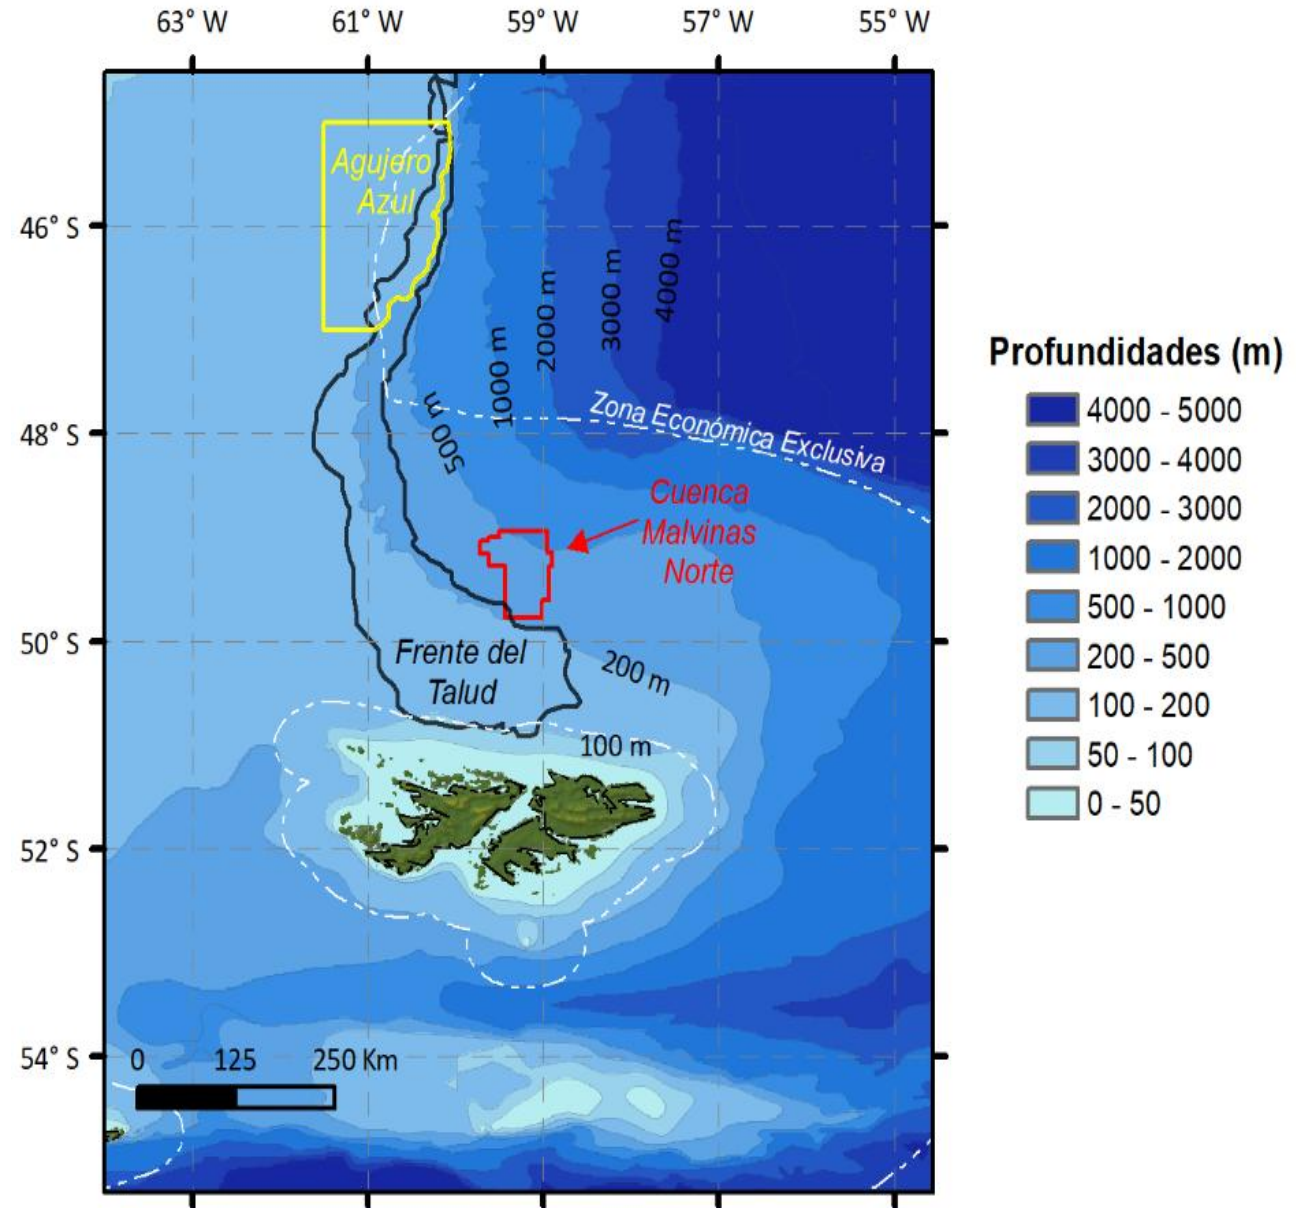 63° W 61° W 59° W 57° W 55° W
Agujero
Azul
46° S
4000 m
3000 m
2000 m
1000 m
500 m
Zona Económica Exclusiva
48° S
Cuenca
Malvinas
Norte
50° S
Frente del
Talud
200 m
100 m
52° S
54° S
0 125 250 Km
Profundidades (m)
4000 - 5000
3000 - 4000
2000 - 3000
1000 - 2000
500 - 1000
200 - 500
100 - 200
50 - 100
0 - 50